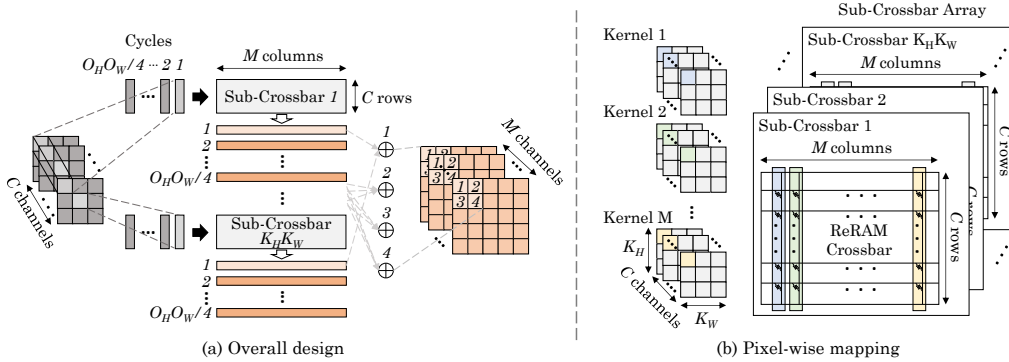 Cycles
O_HO_W/4 ··· 2 1
M columns
Sub-Crossbar 1
C rows
1
2
O_HO_W/4
C channels
Sub-Crossbar
K_HK_W
1
2
O_HO_W/4
1
2
3
4
M channels
1 2
1 2
3 4
1 2
3 4
(a) Overall design
Kernel 1
Kernel 2
Kernel M
K_H
C channels
K_W
Sub-Crossbar Array
Sub-Crossbar K_HK_W
M columns
C rows
Sub-Crossbar 2
Sub-Crossbar 1
M columns
C rows
ReRAM
Crossbar
(b) Pixel-wise mapping